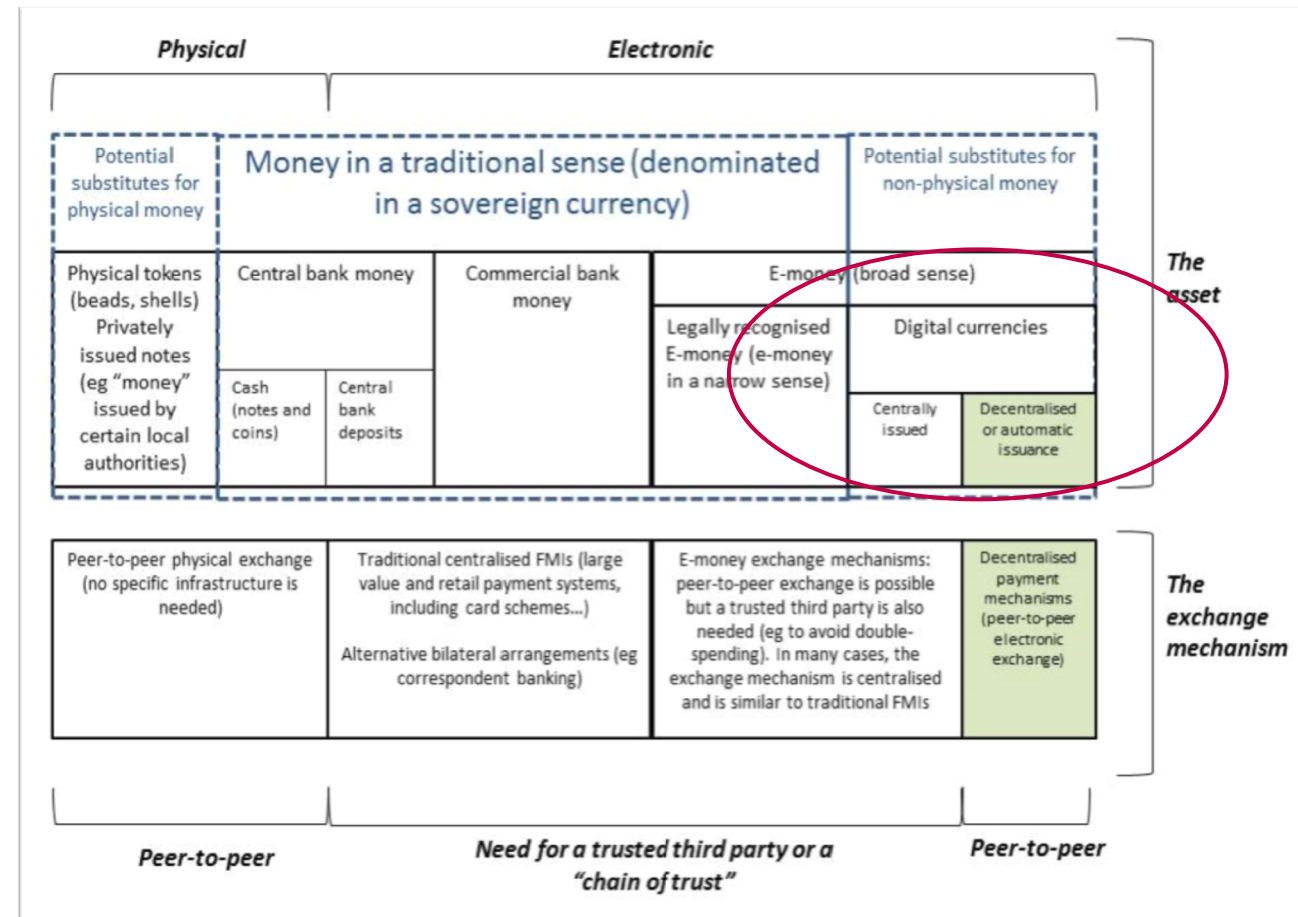 Physical
Electronic
Potential
substitutes for
physical money
Money in a traditional sense (denominated
in a sovereign currency)
Potential substitutes for
non-physical money
Physical tokens
(beads, shells)
Privately
issued notes
(eg “money”
issued by
certain local
authorities)
Central bank money
Cash
(notes and
coins)
Central
bank
deposits
Commercial bank
money
E-money (broad sense)
Legally recognised
E-money (e-money
in a narrow sense)
Digital currencies
Centrally
issued
Decentralised
or automatic
issuance
The
asset
Peer-to-peer physical exchange
(no specific infrastructure is
needed)
Traditional centralised FMIs (large
value and retail payment systems,
including card schemes...)
Alternative bilateral arrangements (eg
correspondent banking)
E-money exchange mechanisms:
peer-to-peer exchange is possible
but a trusted third party is also
needed (eg to avoid double-
spending). In many cases, the
exchange mechanism is centralised
and is similar to traditional FMIs
Decentralised
payment
mechanisms
(peer-to-peer
electronic
exchange)
The
exchange
mechanism
Peer-to-peer
Need for a trusted third party or a
“chain of trust”
Peer-to-peer